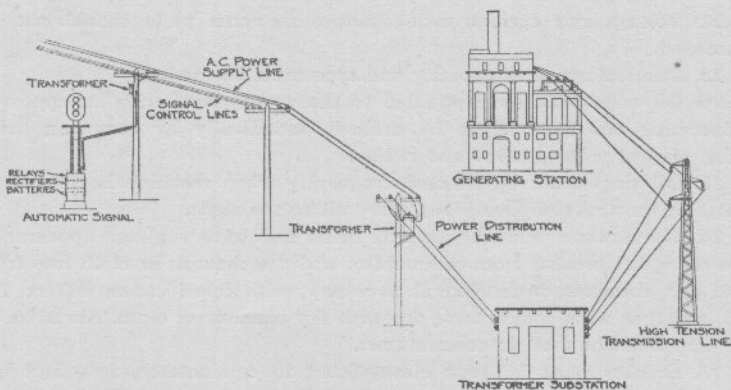 A.C. POWER
SUPPLY LINE
TRANSFORMER
SIGNAL
CONTROL LINES
RELAYS
RECTIFIERS
BATTERIES
AUTOMATIC SIGNAL
GENERATING STATION
TRANSFORMER
POWER DISTRIBUTION
LINE
HIGH TENSION
TRANSMISSION LINE
TRANSFORMER SUBSTATION